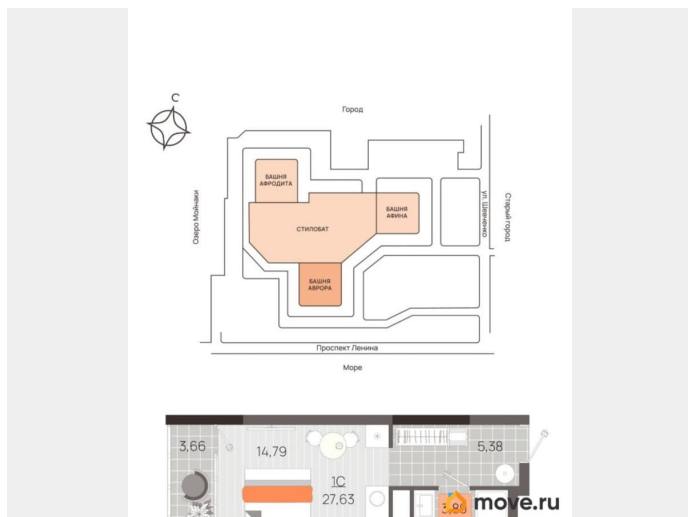 С
Город
БАШНЯ
АФРОДИТА
Озеро Мойнаки
БАШНЯ
АФИНА
ул. Шевченко
Старый город
СТИЛОБАТ
БАШНЯ
АВРОРА
Проспект Ленина
Море
3,66
14,79
5,38
1С
27,63
move.ru